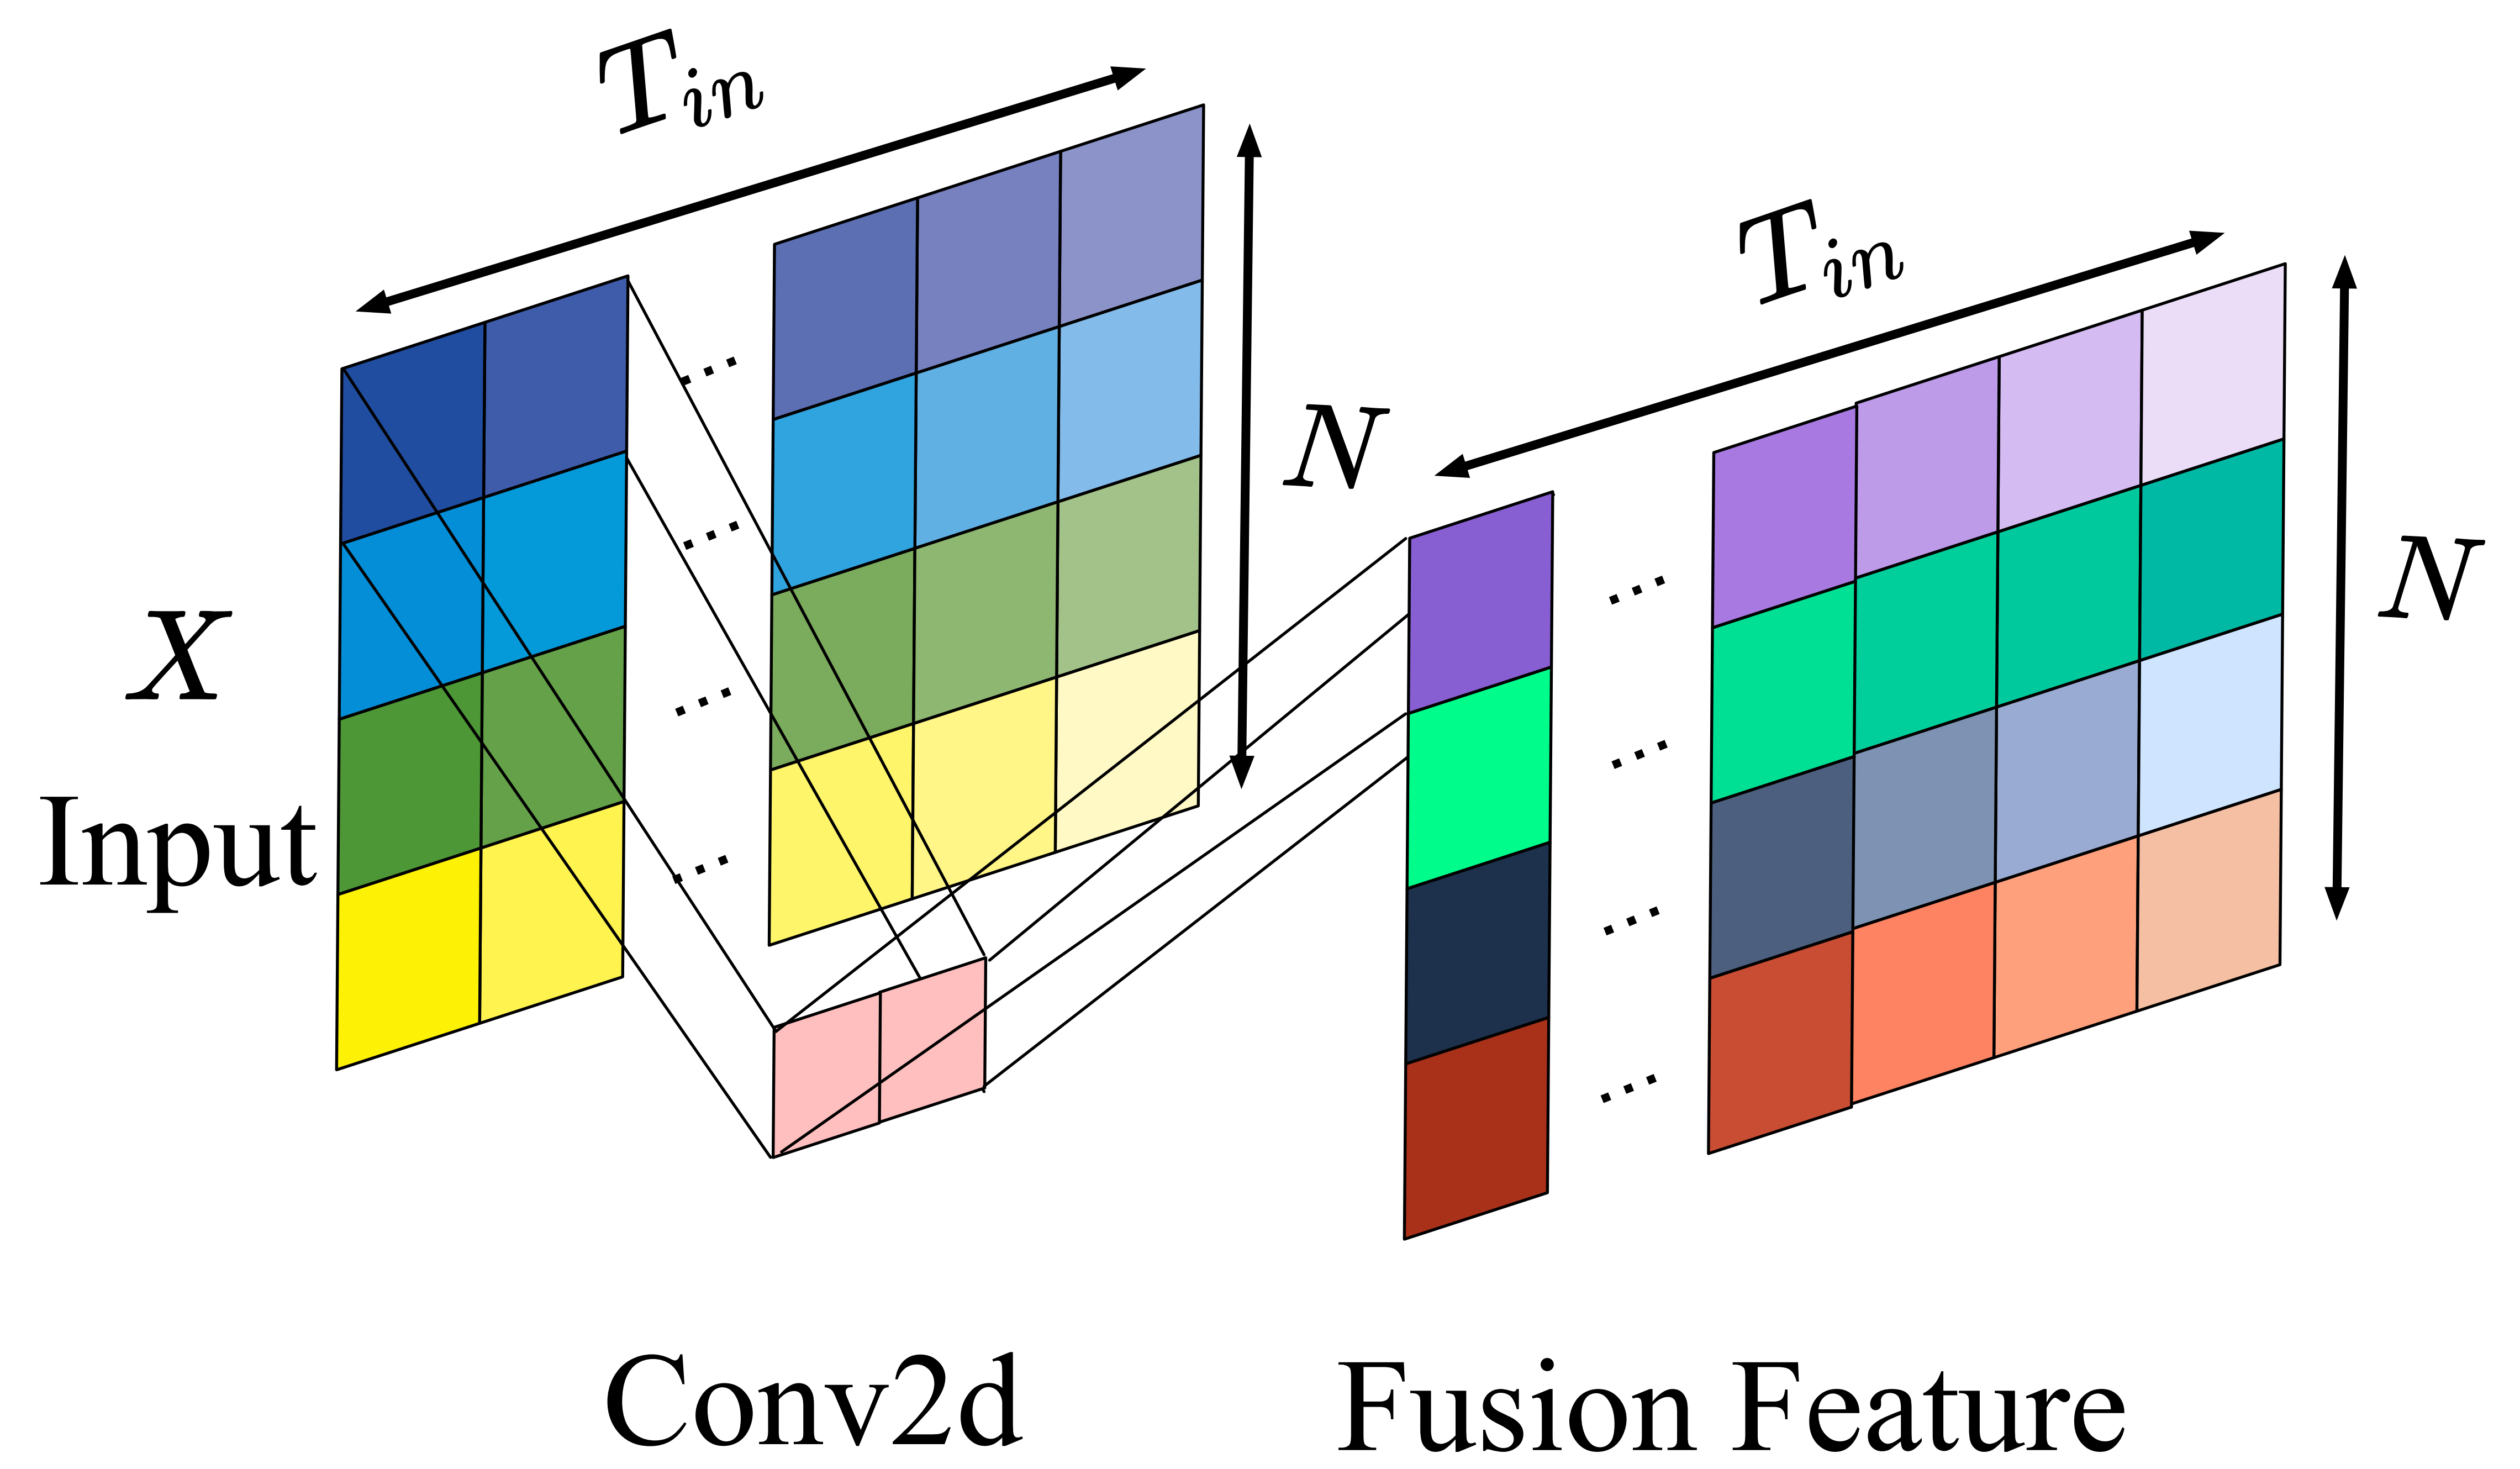 T_in
N
T_in
N
X
Input
Conv2d
Fusion Feature